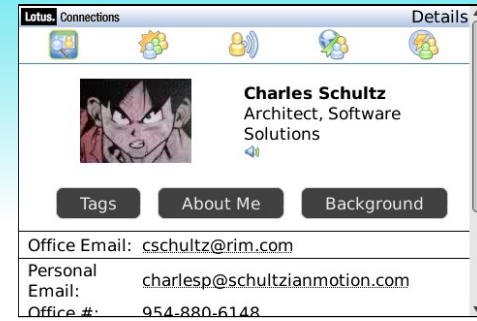 Lotus. Connections Details
Charles Schultz
Architect, Software
Solutions
Tags About Me Background
Office Email: cschultz@rim.com
Personal
Email: charlesp@schultzianmotion.com
Office #: 954-880-6148